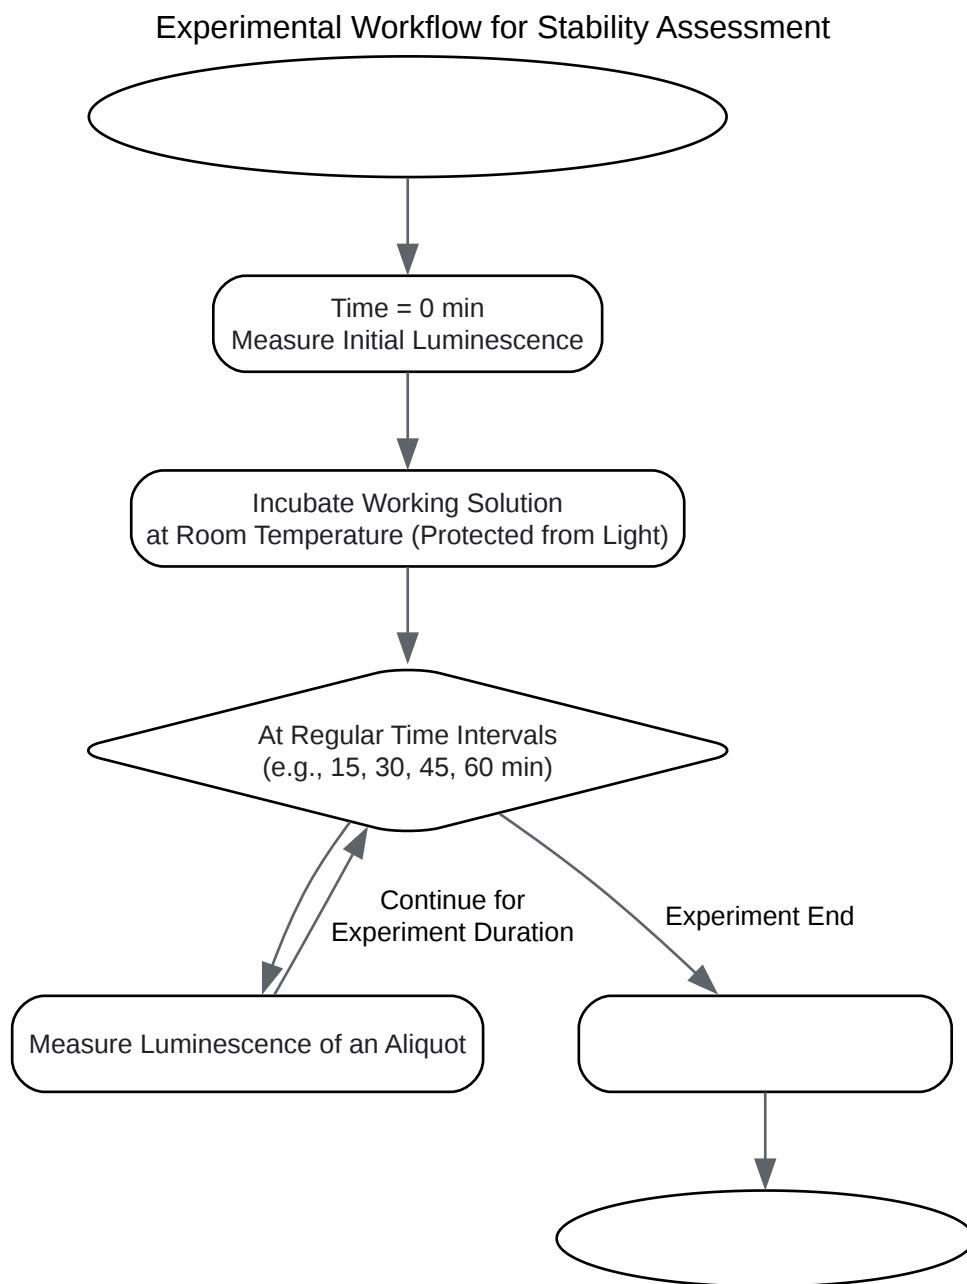 Experimental Workflow for Stability Assessment
Time = 0 min
Measure Initial Luminescence
Incubate Working Solution
at Room Temperature (Protected from Light)
At Regular Time Intervals
(e.g., 15, 30, 45, 60 min)
Continue for
Experiment Duration
Experiment End
Measure Luminescence of an Aliquot